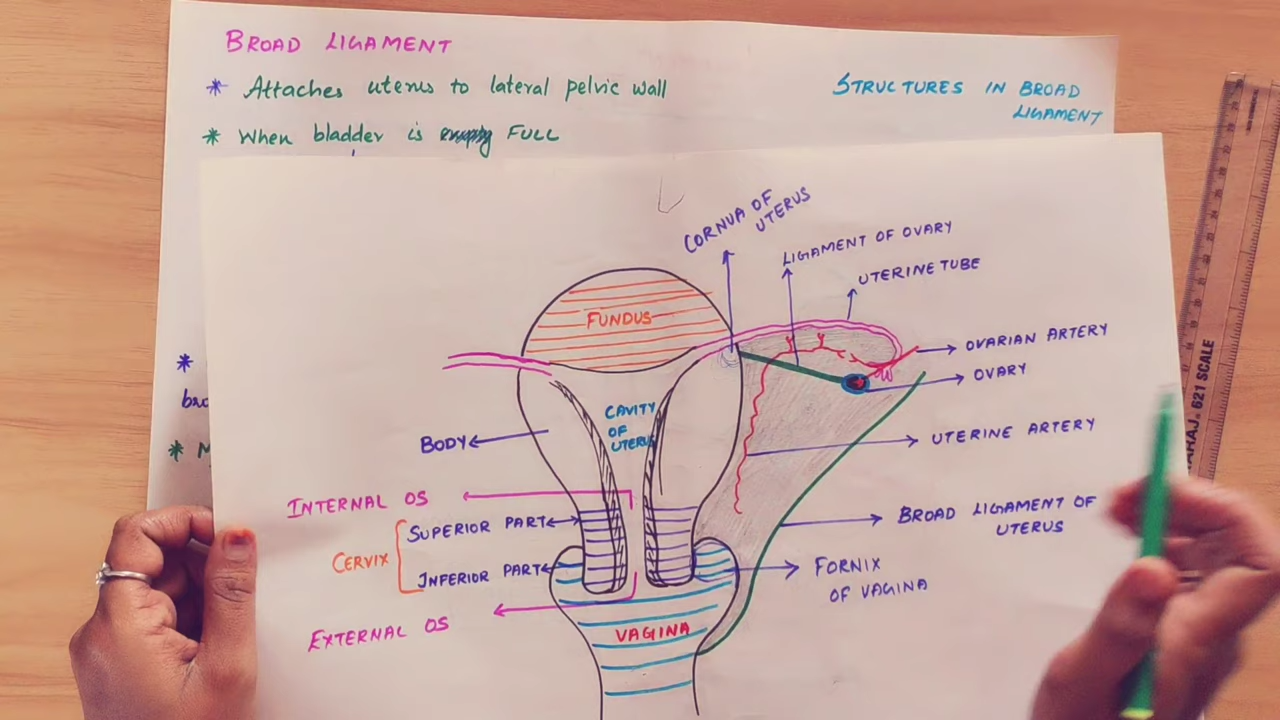 BROAD LIGAMENT
* Attaches uterus to lateral pelvic wall
* When bladder is FULL
STRUCTURES IN BROAD
LIGAMENT
CORNUA OF
UTERUS
LIGAMENT OF OVARY
UTERINE TUBE
FUNDUS
OVARIAN ARTERY
OVARY
CAVITY
OF
UTERUS
BODY
UTERINE ARTERY
INTERNAL OS
SUPERIOR PART
CERVIX
INFERIOR PART
BROAD LIGAMENT OF
UTERUS
FORNIX
OF VAGINA
EXTERNAL OS
VAGINA
621 SCALE